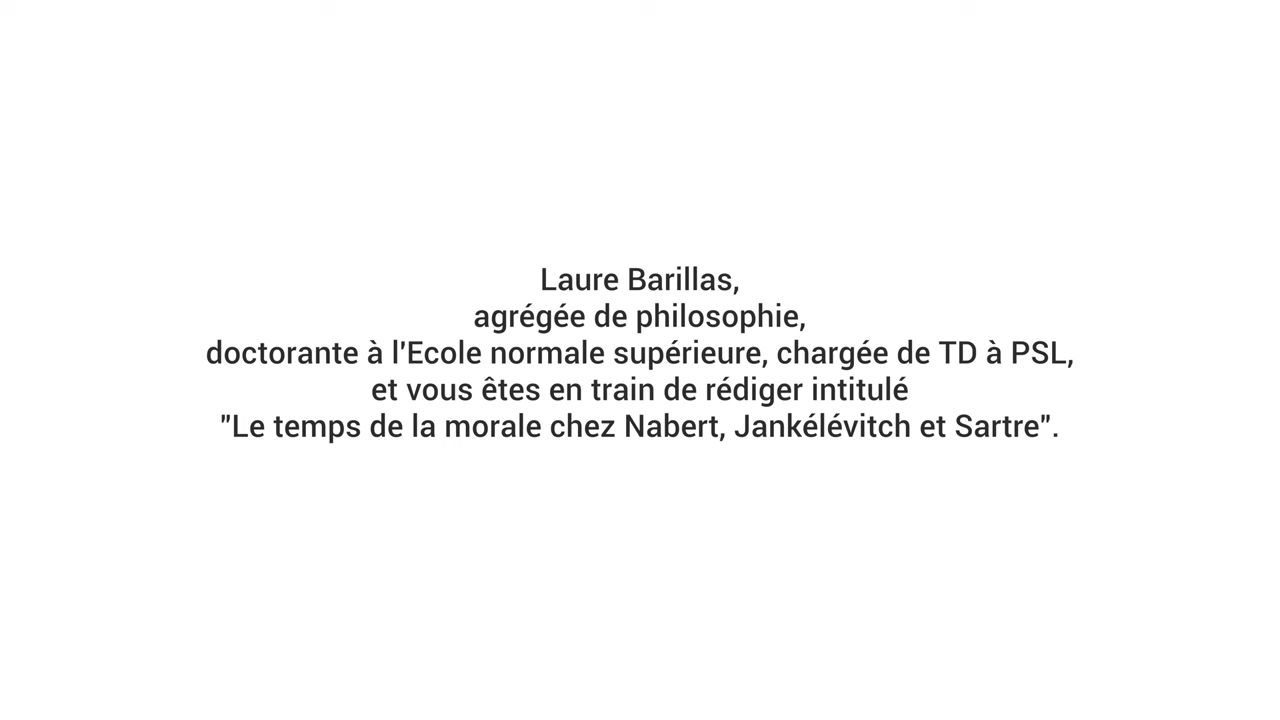 Laure Barillas,
agrégée de philosophie,
doctorante à l'Ecole normale supérieure, chargée de TD à PSL,
et vous êtes en train de rédiger intitulé
"Le temps de la morale chez Nabert, Jankélévitch et Sartre".